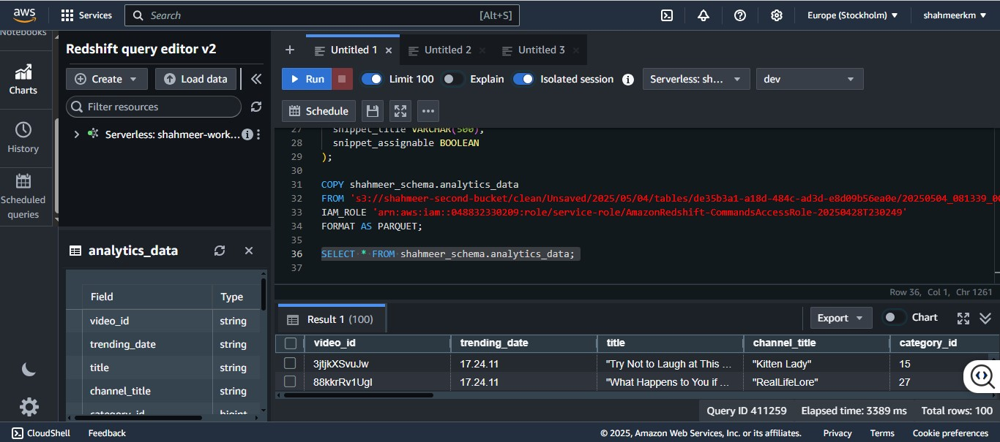 aws Services Search [Alt+S] Europe (Stockholm) shahmeerkm
Notebooks
Charts
History
Scheduled
queries
Redshift query editor v2
Create Load data
Filter resources
Serverless: shahmeer-work...
analytics_data
Field Type
video_id string
trending_date string
title string
channel_title string
category_id bigint
Untitled 1 Untitled 2 Untitled 3
Run Limit 100 Explain Isolated session Serverless: sh... dev
Schedule
27 snippet_title VARCHAR(500),
28 snippet_assignable BOOLEAN
29 );
30
31 COPY shahmeer_schema.analytics_data
32 FROM 's3://shahmeer-second-bucket/clean/Unsaved/2025/05/04/tables/de35b3a1-a18d-484c-ad3d-e8d09b56ea0e/20250504_081339_00
33 IAM_ROLE 'arn:aws:iam::048832330209:role/service-role/AmazonRedshift-CommandsAccessRole-20250428T230249'
34 FORMAT AS PARQUET;
35
36 SELECT * FROM shahmeer_schema.analytics_data;
37
Row 36, Col 1, Chr 1261
Result 1 (100) Export Chart
video_id trending_date title channel_title category_id
3jtjkXSvuJw 17.24.11 "Try Not to Laugh at This ... "Kitten Lady" 15
88kkrRv1UgI 17.24.11 "What Happens to You if ... "RealLifeLore" 27
Query ID 411259 Elapsed time: 3389 ms Total rows: 100
CloudShell Feedback © 2025, Amazon Web Services, Inc. or its affiliates. Privacy Terms Cookie preferences